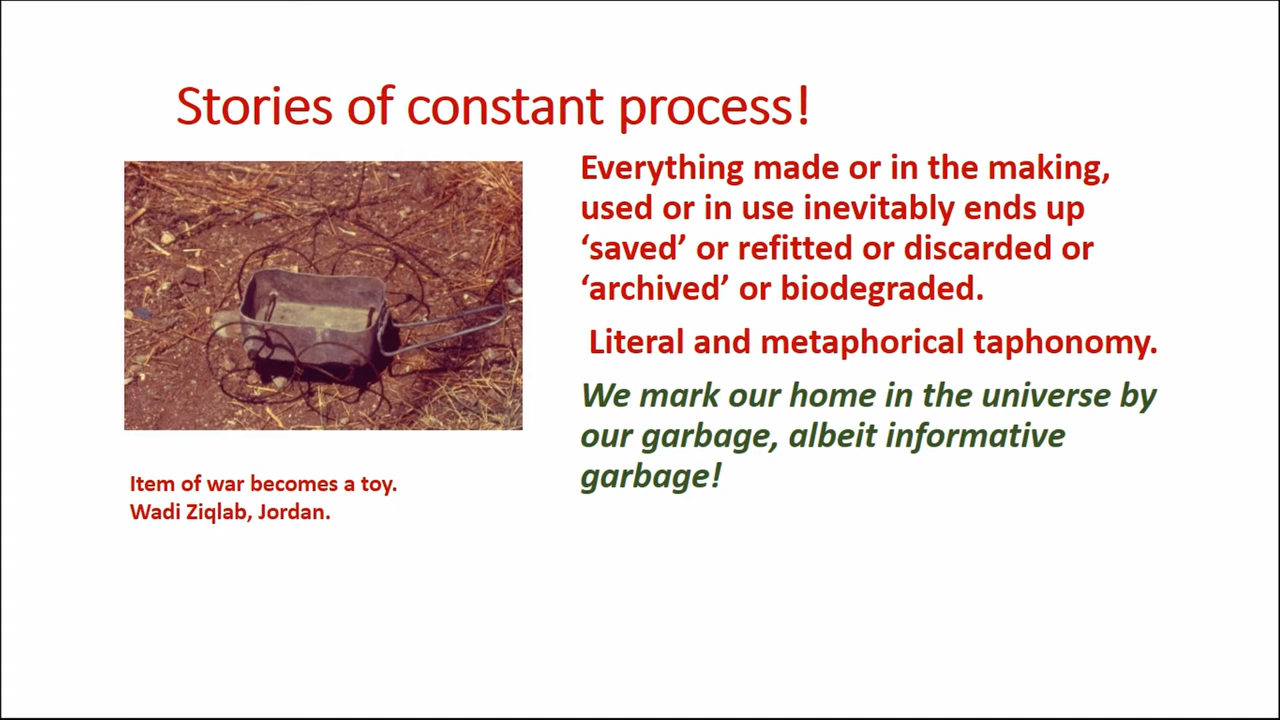 Stories of constant process!
Everything made or in the making,
used or in use inevitably ends up
‘saved’ or refitted or discarded or
‘archived’ or biodegraded.
Literal and metaphorical taphonomy.
We mark our home in the universe by
our garbage, albeit informative
garbage!
Item of war becomes a toy.
Wadi Ziqlab, Jordan.